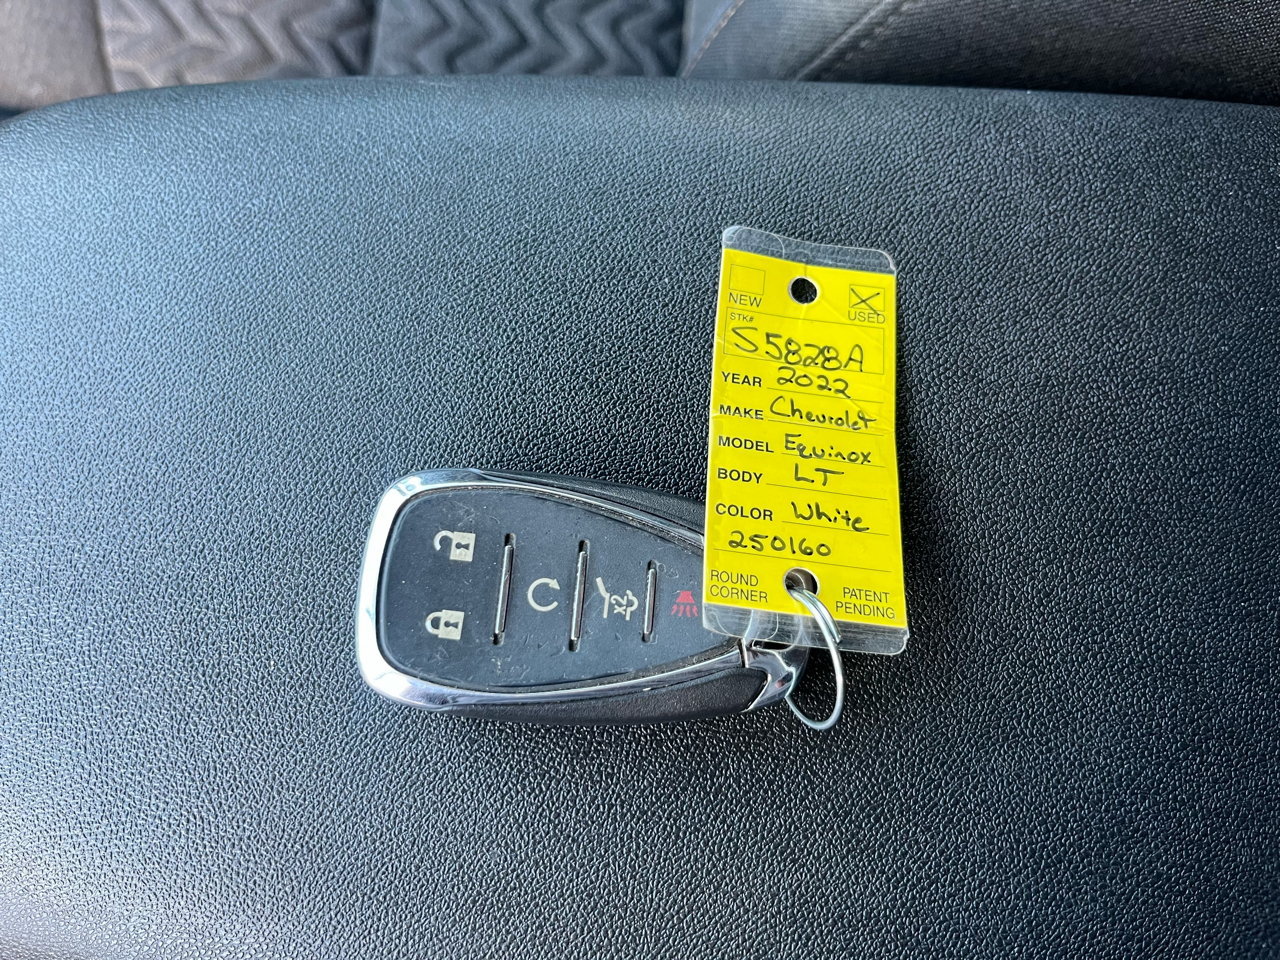 NEW USED
STK#
S5828A
YEAR 2022
MAKE Chevrolet
MODEL Equinox
BODY LT
COLOR White
250160
ROUND CORNER PATENT PENDING
x2